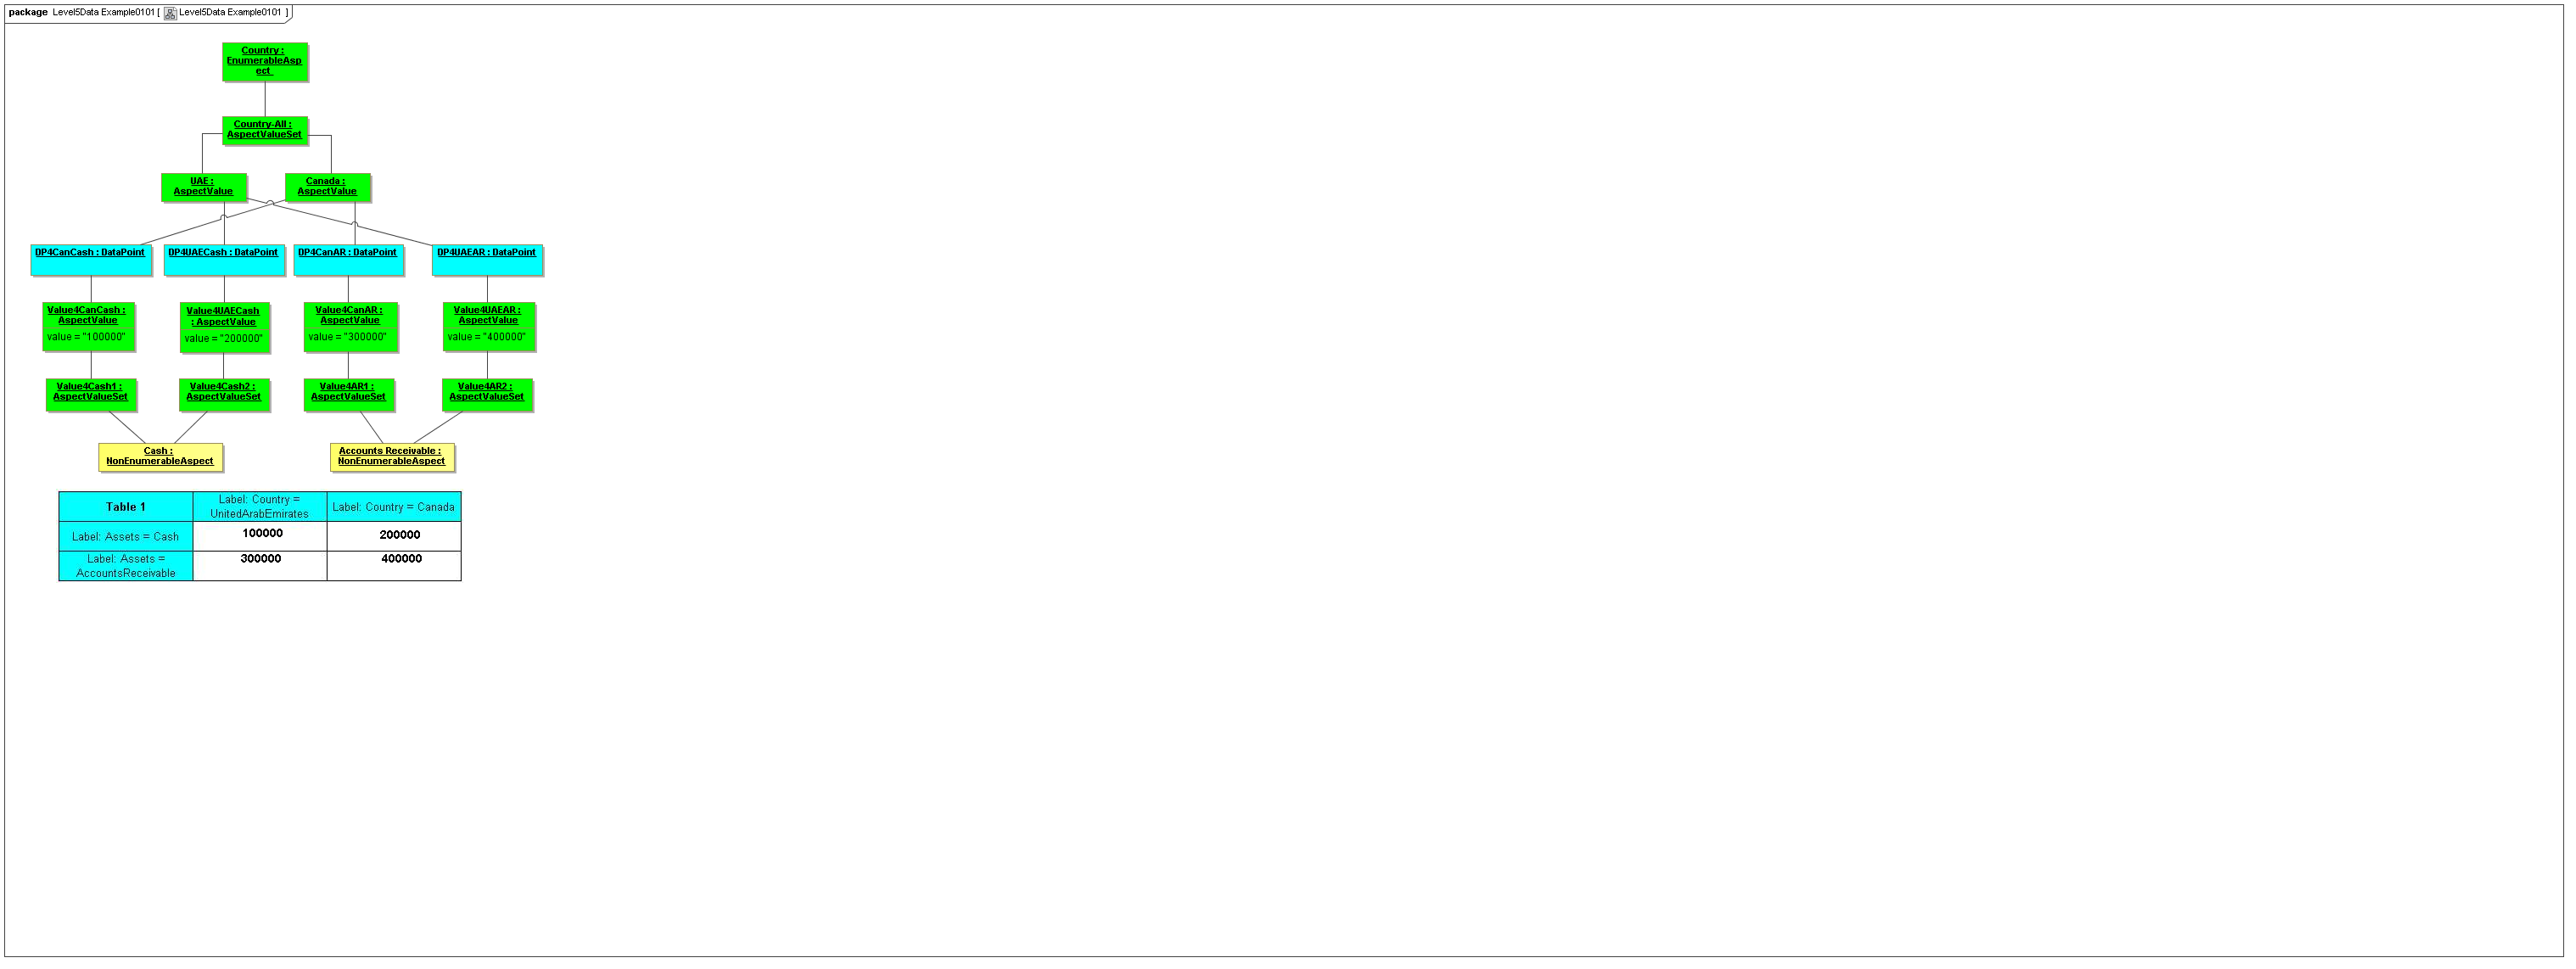 package Level5Data Example0101 [ Level5Data Example0101 ]
Country :
EnumerableAsp
ect
Country-All :
AspectValueSet
UAE :
AspectValue
Canada :
AspectValue
DP4CanCash : DataPoint
DP4UAECash : DataPoint
DP4CanAR : DataPoint
DP4UAEAR : DataPoint
Value4CanCash :
AspectValue
value = "100000"
Value4UAECash
: AspectValue
value = "200000"
Value4CanAR :
AspectValue
value = "300000"
Value4UAEAR :
AspectValue
value = "400000"
Value4Cash1 :
AspectValueSet
Value4Cash2 :
AspectValueSet
Value4AR1 :
AspectValueSet
Value4AR2 :
AspectValueSet
Cash :
NonEnumerableAspect
Accounts Receivable :
NonEnumerableAspect
Table 1
Label: Country =
UnitedArabEmirates
Label: Country = Canada
Label: Assets = Cash
100000
200000
Label: Assets =
AccountsReceivable
300000
400000